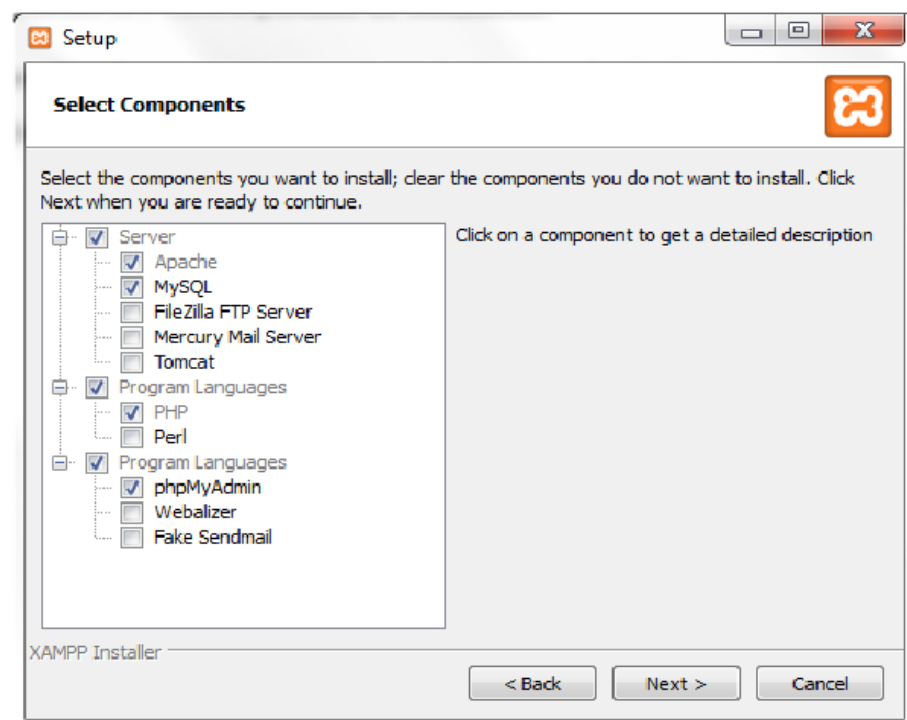 Setup
Select Components
Select the components you want to install; clear the components you do not want to install. Click
Next when you are ready to continue.
Server
Apache
MySQL
FileZilla FTP Server
Mercury Mail Server
Tomcat
Program Languages
PHP
Perl
Program Languages
phpMyAdmin
Webalizer
Fake Sendmail
Click on a component to get a detailed description
XAMPP Installer
< Back
Next >
Cancel